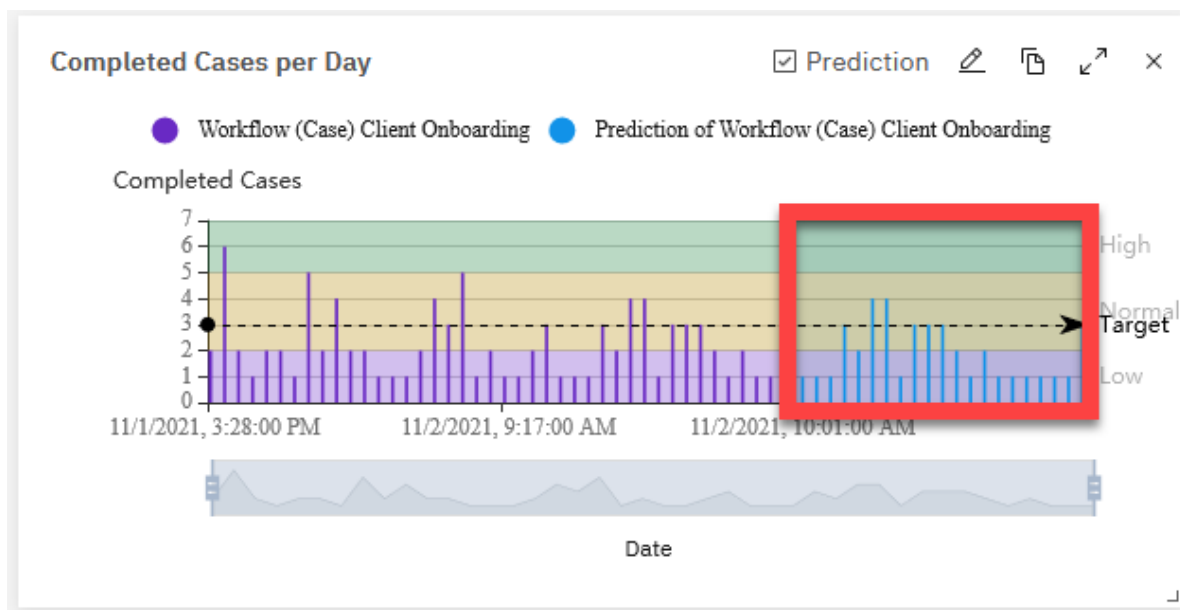 Completed Cases per Day
Prediction
Workflow (Case) Client Onboarding
Prediction of Workflow (Case) Client Onboarding
Completed Cases
7
6
5
4
3
2
1
0
High
Normal
Target
Low
11/1/2021, 3:28:00 PM
11/2/2021, 9:17:00 AM
11/2/2021, 10:01:00 AM
Date